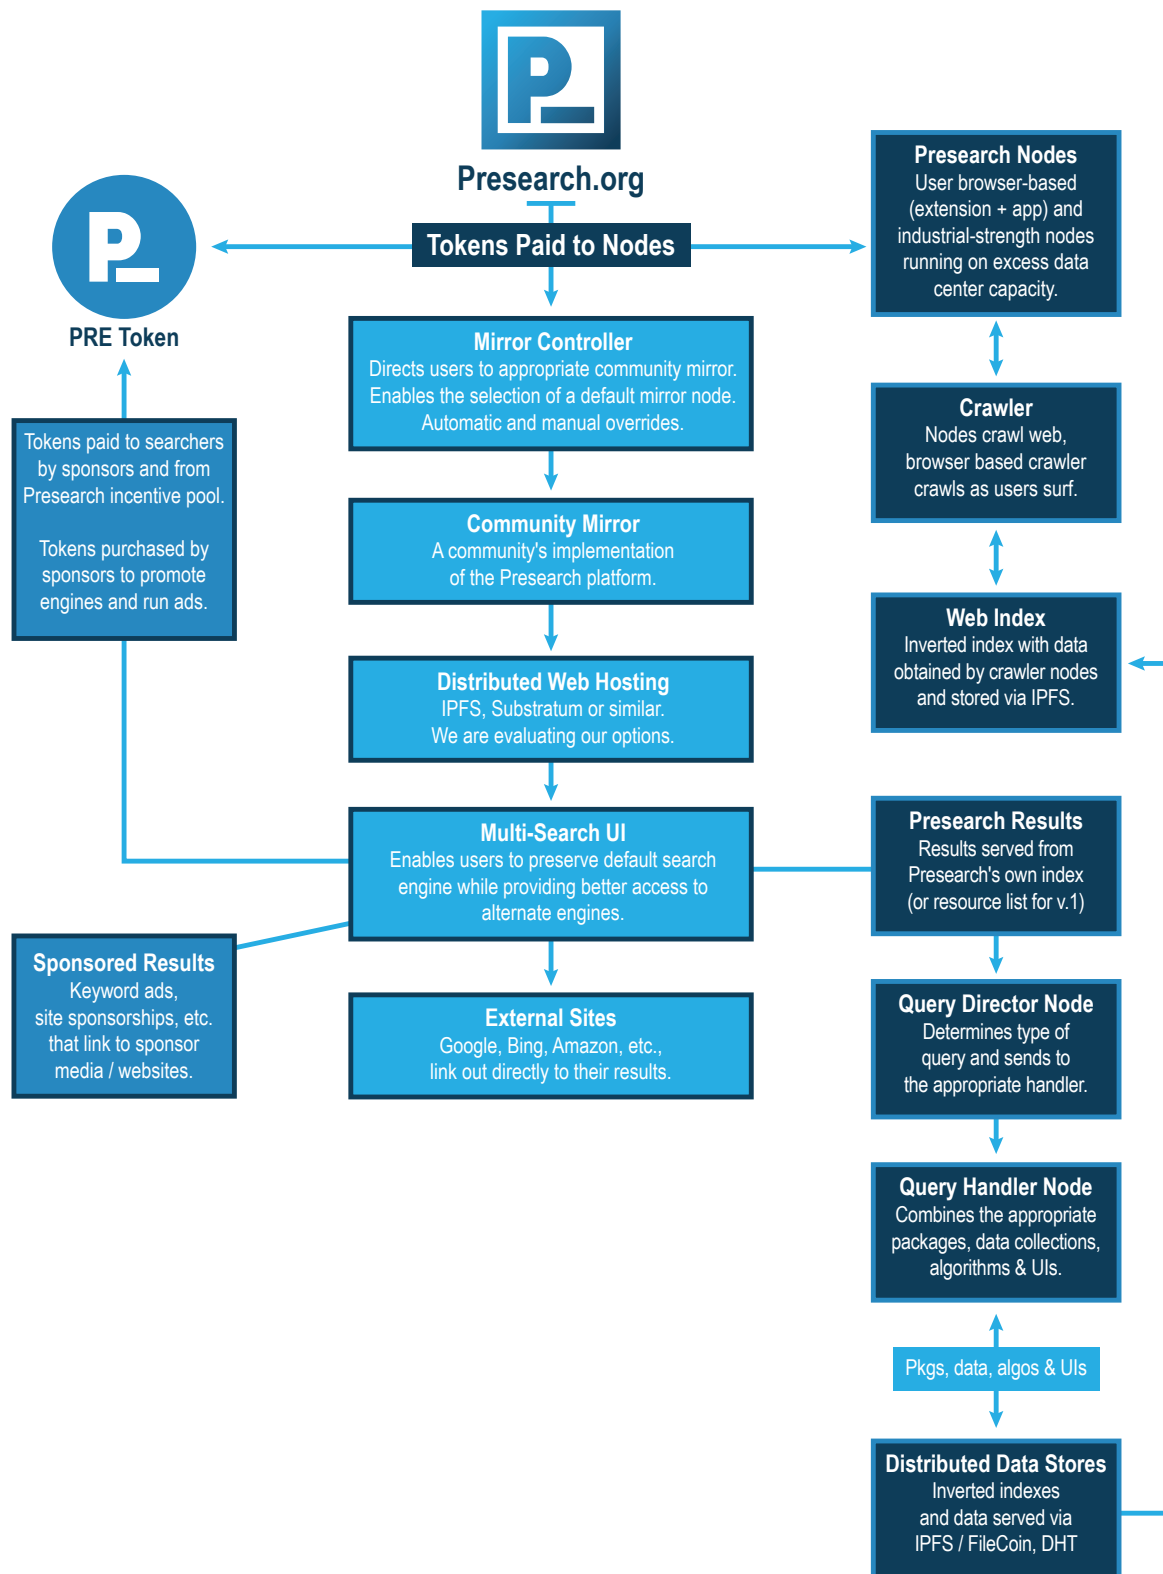 P_
Presearch.org
Tokens Paid to Nodes
P_
PRE Token
Tokens paid to searchers
by sponsors and from
Presearch incentive pool.
Tokens purchased by
sponsors to promote
engines and run ads.
Mirror Controller
Directs users to appropriate community mirror.
Enables the selection of a default mirror node.
Automatic and manual overrides.
Community Mirror
A community's implementation
of the Presearch platform.
Distributed Web Hosting
IPFS, Substratum or similar.
We are evaluating our options.
Multi-Search UI
Enables users to preserve default search
engine while providing better access to
alternate engines.
Sponsored Results
Keyword ads,
site sponsorships, etc.
that link to sponsor
media / websites.
External Sites
Google, Bing, Amazon, etc.,
link out directly to their results.
Presearch Nodes
User browser-based
(extension + app) and
industrial-strength nodes
running on excess data
center capacity.
Crawler
Nodes crawl web,
browser based crawler
crawls as users surf.
Web Index
Inverted index with data
obtained by crawler nodes
and stored via IPFS.
Presearch Results
Results served from
Presearch's own index
(or resource list for v.1)
Query Director Node
Determines type of
query and sends to
the appropriate handler.
Query Handler Node
Combines the appropriate
packages, data collections,
algorithms & UIs.
Pkgs, data, algos & UIs
Distributed Data Stores
Inverted indexes
and data served via
IPFS / FileCoin, DHT